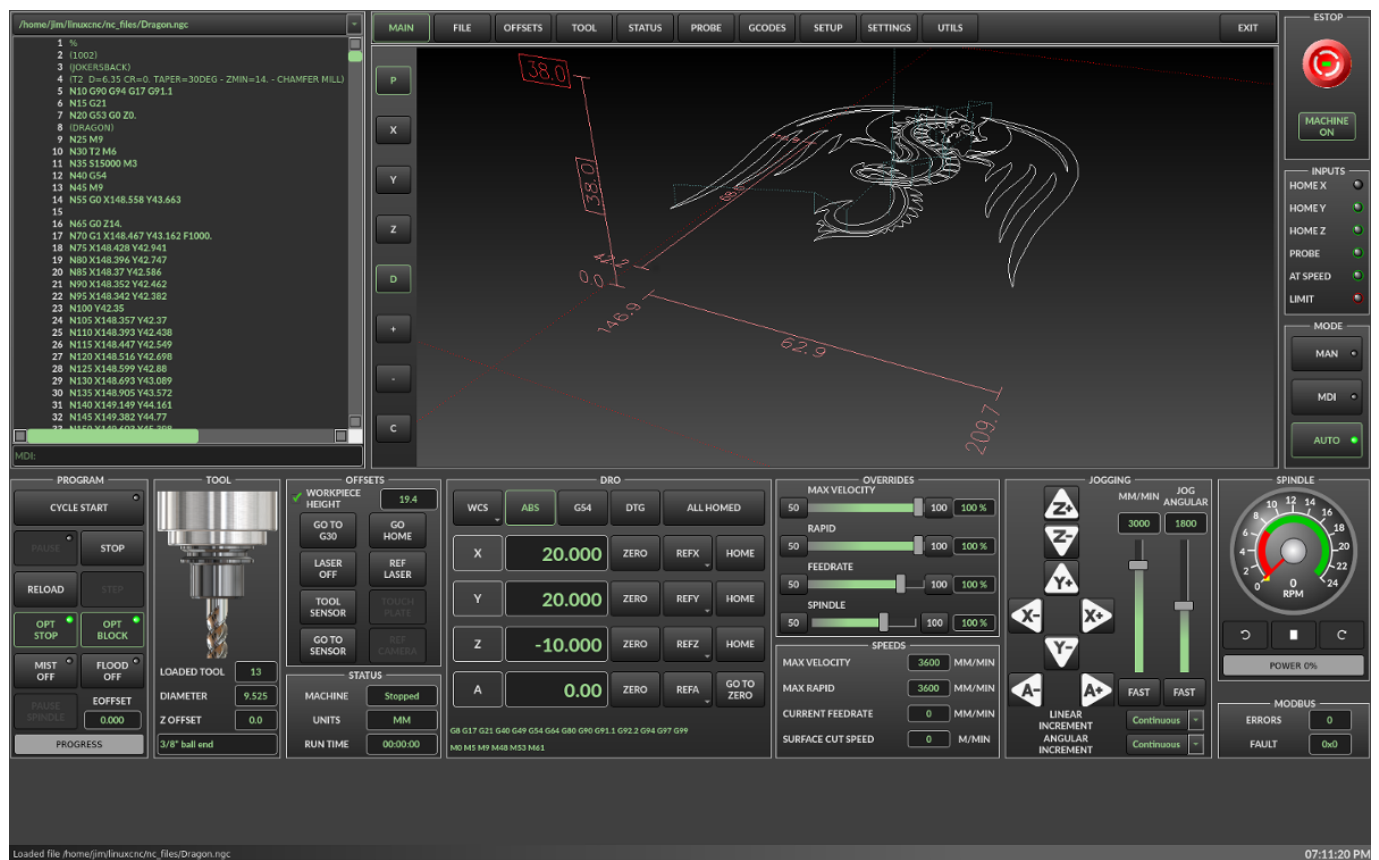 /home/jim/linuxcnc/nc_files/Dragon.ngc
1 %
2 (1002)
3 (JOKERSBACK)
4 (T2 D=6.35 CR=0. TAPER=30DEG - ZMIN=14. - CHAMFER MILL)
5 N10 G90 G94 G17 G91.1
6 N15 G21
7 N20 G53 G0 Z0.
8 (DRAGON)
9 N25 M9
10 N30 T2 M6
11 N35 S15000 M3
12 N40 G54
13 N45 M9
14 N55 G0 X148.558 Y43.663
15
16 N65 G0 Z14.
17 N70 G1 X148.467 Y43.162 F1000.
18 N75 X148.428 Y42.941
19 N80 X148.396 Y42.747
20 N85 X148.37 Y42.586
21 N90 X148.352 Y42.462
22 N95 X148.342 Y42.382
23 N100 Y42.35
24 N105 X148.357 Y42.37
25 N110 X148.393 Y42.438
26 N115 X148.447 Y42.549
27 N120 X148.516 Y42.698
28 N125 X148.599 Y42.88
29 N130 X148.693 Y43.089
30 N135 X148.905 Y43.572
31 N140 X149.149 Y44.161
32 N145 X149.382 Y44.77
MDI:
MAIN FILE OFFSETS TOOL STATUS PROBE GCODES SETUP SETTINGS UTILS EXIT
P
X
Y
Z
D
+
-
C
38.0
38.0
42.2
0.0
146.9
62.9
209.7
ESTOP
MACHINE
ON
INPUTS
HOME X
HOME Y
HOME Z
PROBE
AT SPEED
LIMIT
MODE
MAN
MDI
AUTO
PROGRAM
CYCLE START
PAUSE STOP
RELOAD STEP
OPT
STOP
OPT
BLOCK
MIST
OFF
FLOOD
OFF
PAUSE
SPINDLE
EOFFSET
0.000
PROGRESS
TOOL
LOADED TOOL 13
DIAMETER 9.525
Z OFFSET 0.0
3/8" ball end
OFFSETS
WORKPIECE
HEIGHT
19.4
GO TO
G30
GO
HOME
LASER
OFF
REF
LASER
TOOL
SENSOR
TOUCH
PLATE
GO TO
SENSOR
REF
CAMERA
STATUS
MACHINE Stopped
UNITS MM
RUN TIME 00:00:00
DRO
WCS ABS G54 DTG ALL HOMED
X 20.000 ZERO REFX HOME
Y 20.000 ZERO REFY HOME
Z -10.000 ZERO REFZ HOME
A 0.00 ZERO REFA GO TO
ZERO
G8 G17 G21 G40 G49 G54 G64 G80 G90 G91.1 G92.2 G94 G97 G99
M0 M5 M9 M48 M53 M61
OVERRIDES
MAX VELOCITY
50 100 100 %
RAPID
50 100 100 %
FEEDRATE
50 100 100 %
SPINDLE
50 100 100 %
SPEEDS
MAX VELOCITY 3600 MM/MIN
MAX RAPID 3600 MM/MIN
CURRENT FEEDRATE 0 MM/MIN
SURFACE CUT SPEED 0 M/MIN
JOGGING
MM/MIN
JOG
ANGULAR
3000 1800
Z+
Z-
Y+
X- X+
Y-
A- A+
FAST FAST
LINEAR
INCREMENT
Continuous
ANGULAR
INCREMENT
Continuous
SPINDLE
0 2 4 6 8 10 12 14 16 18 20 22 24
0
RPM
POWER 0%
MODBUS
ERRORS 0
FAULT 0x0
Loaded file /home/jim/linuxcnc/nc_files/Dragon.ngc
07:11:20 PM